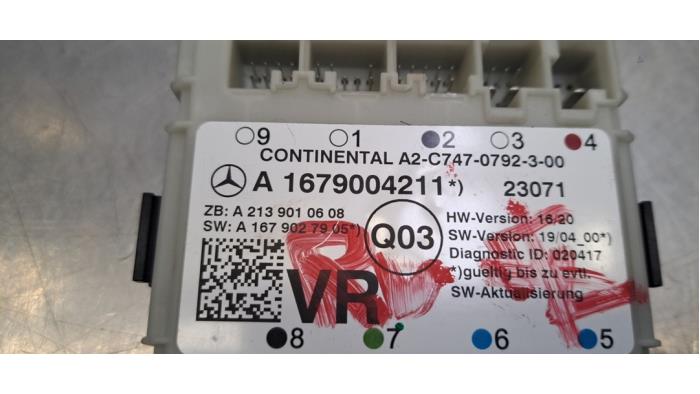 9 1 2 3 4
CONTINENTAL A2-C747-0792-3-00
A 1679004211*) 23071
ZB: A 213 901 06 08
SW: A 167 902 79 05*)
Q03
HW-Version: 16/20
SW-Version: 19/04_00*)
Diagnostic ID: 020417
*)gueltig bis zu evtl.
SW-Aktualisierung
VR
8 7 6 5